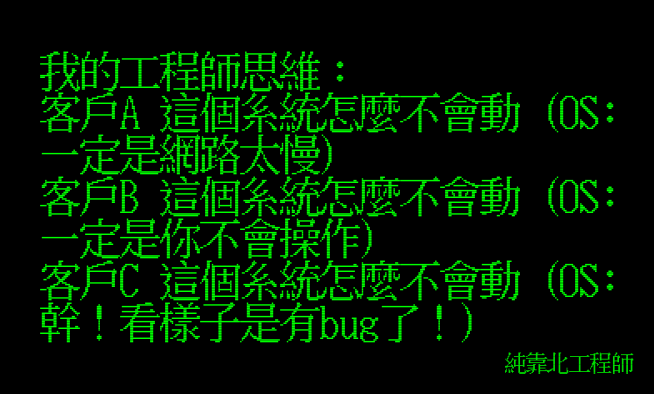 我的工程師思維：
客戶A 這個系統怎麼不會動 (OS:
一定是網路太慢)
客戶B 這個系統怎麼不會動 (OS:
一定是你不會操作)
客戶C 這個系統怎麼不會動 (OS:
幹！看樣子是有bug了！)
純靠北工程師